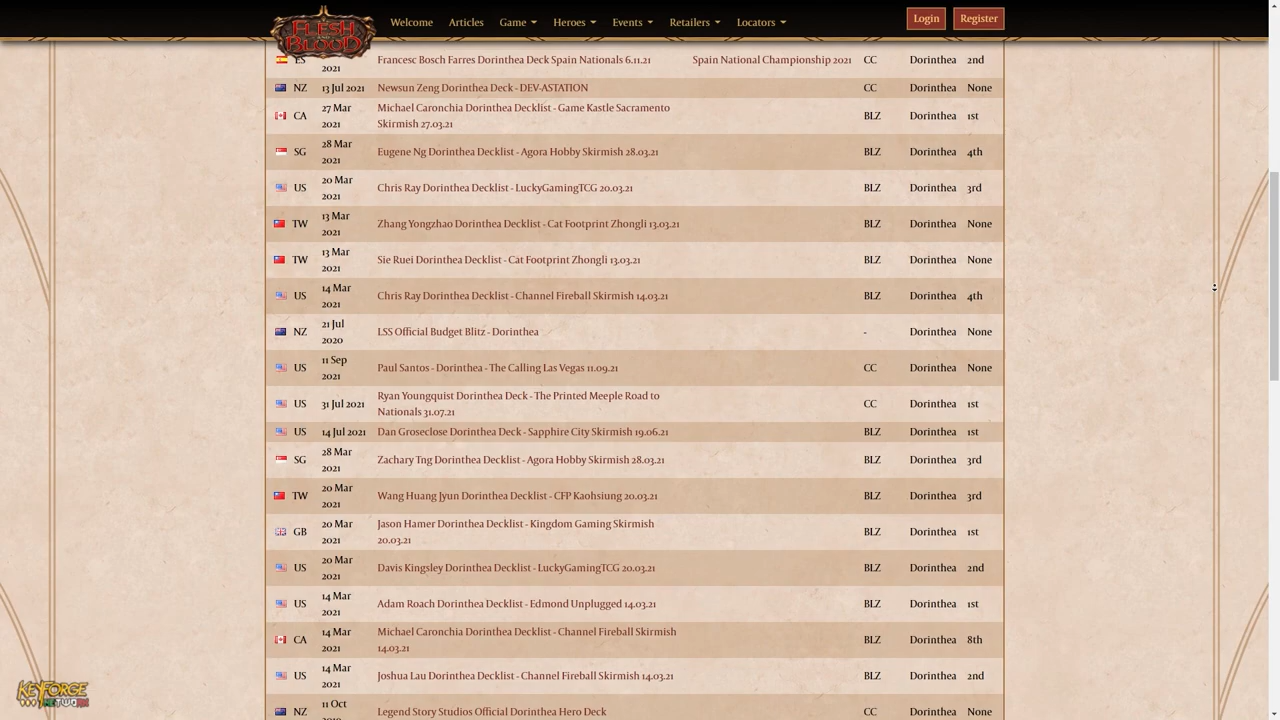 FLESH AND BLOOD
Welcome Articles Game Heroes Events Retailers Locators Login Register
ES 2021 Francesc Bosch Farres Dorinthea Deck Spain Nationals 6.11.21 Spain National Championship 2021 CC Dorinthea 2nd
NZ 13 Jul 2021 Newsun Zeng Dorinthea Deck - DEV-ASTATION CC Dorinthea None
CA 27 Mar 2021 Michael Caronchia Dorinthea Decklist - Game Kastle Sacramento Skirmish 27.03.21 BLZ Dorinthea 1st
SG 28 Mar 2021 Eugene Ng Dorinthea Decklist - Agora Hobby Skirmish 28.03.21 BLZ Dorinthea 4th
US 20 Mar 2021 Chris Ray Dorinthea Decklist - LuckyGamingTCG 20.03.21 BLZ Dorinthea 3rd
TW 13 Mar 2021 Zhang Yongzhao Dorinthea Decklist - Cat Footprint Zhongli 13.03.21 BLZ Dorinthea None
TW 13 Mar 2021 Sie Ruei Dorinthea Decklist - Cat Footprint Zhongli 13.03.21 BLZ Dorinthea None
US 14 Mar 2021 Chris Ray Dorinthea Decklist - Channel Fireball Skirmish 14.03.21 BLZ Dorinthea 4th
NZ 21 Jul 2020 LSS Official Budget Blitz - Dorinthea - Dorinthea None
US 11 Sep 2021 Paul Santos - Dorinthea - The Calling Las Vegas 11.09.21 CC Dorinthea None
US 31 Jul 2021 Ryan Youngquist Dorinthea Deck - The Printed Meeple Road to Nationals 31.07.21 CC Dorinthea 1st
US 14 Jul 2021 Dan Groseclose Dorinthea Deck - Sapphire City Skirmish 19.06.21 BLZ Dorinthea 1st
SG 28 Mar 2021 Zachary Tng Dorinthea Decklist - Agora Hobby Skirmish 28.03.21 BLZ Dorinthea 3rd
TW 20 Mar 2021 Wang Huang Jyun Dorinthea Decklist - CFP Kaohsiung 20.03.21 BLZ Dorinthea 3rd
GB 20 Mar 2021 Jason Hamer Dorinthea Decklist - Kingdom Gaming Skirmish 20.03.21 BLZ Dorinthea 1st
US 20 Mar 2021 Davis Kingsley Dorinthea Decklist - LuckyGamingTCG 20.03.21 BLZ Dorinthea 2nd
US 14 Mar 2021 Adam Roach Dorinthea Decklist - Edmond Unplugged 14.03.21 BLZ Dorinthea 1st
CA 14 Mar 2021 Michael Caronchia Dorinthea Decklist - Channel Fireball Skirmish 14.03.21 BLZ Dorinthea 8th
US 14 Mar 2021 Joshua Lau Dorinthea Decklist - Channel Fireball Skirmish 14.03.21 BLZ Dorinthea 2nd
NZ 11 Oct Legend Story Studios Official Dorinthea Hero Deck CC Dorinthea None
KEYFORGE NETWORK